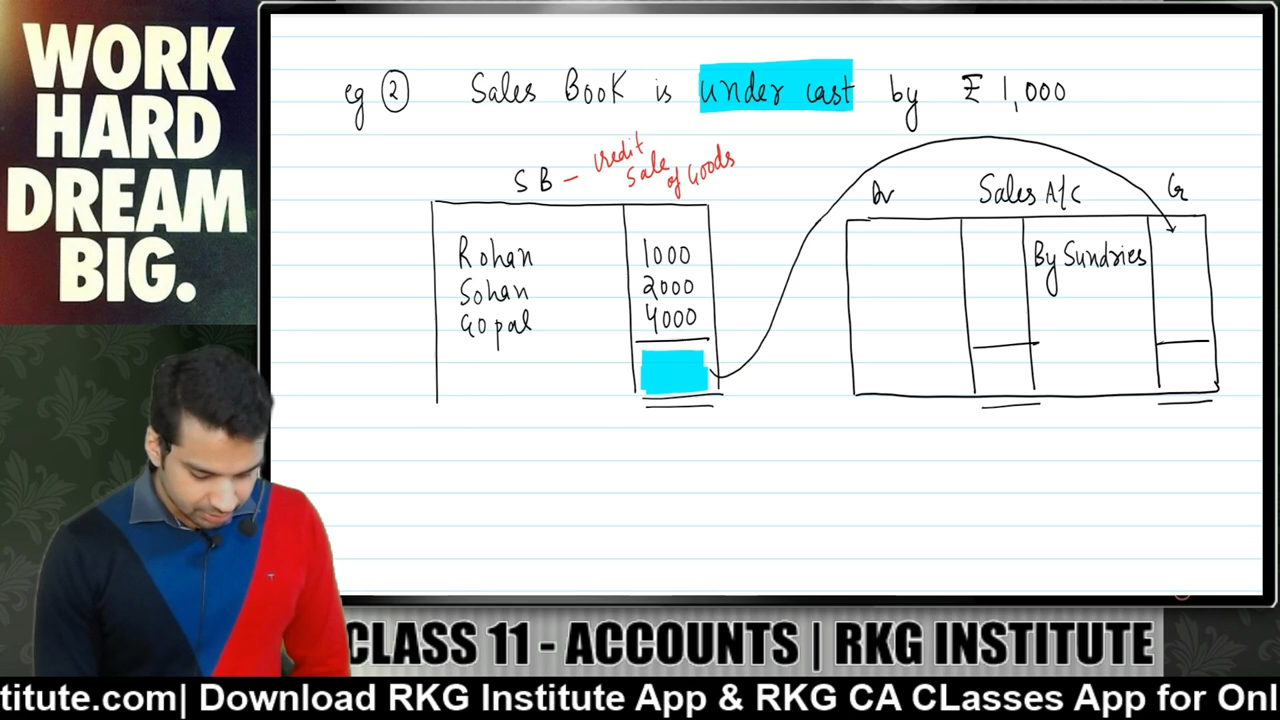 WORK
HARD
DREAM
BIG.
eg ② Sales Book is under cast by ₹ 1,000
SB - credit Sale of Goods
Rohan 1000
Sohan 2000
Gopal 4000
Dr Sales A/C Cr
By Sundries
CLASS 11 - ACCOUNTS | RKG INSTITUTE
titute.com| Download RKG Institute App & RKG CA CLasses App for Onl